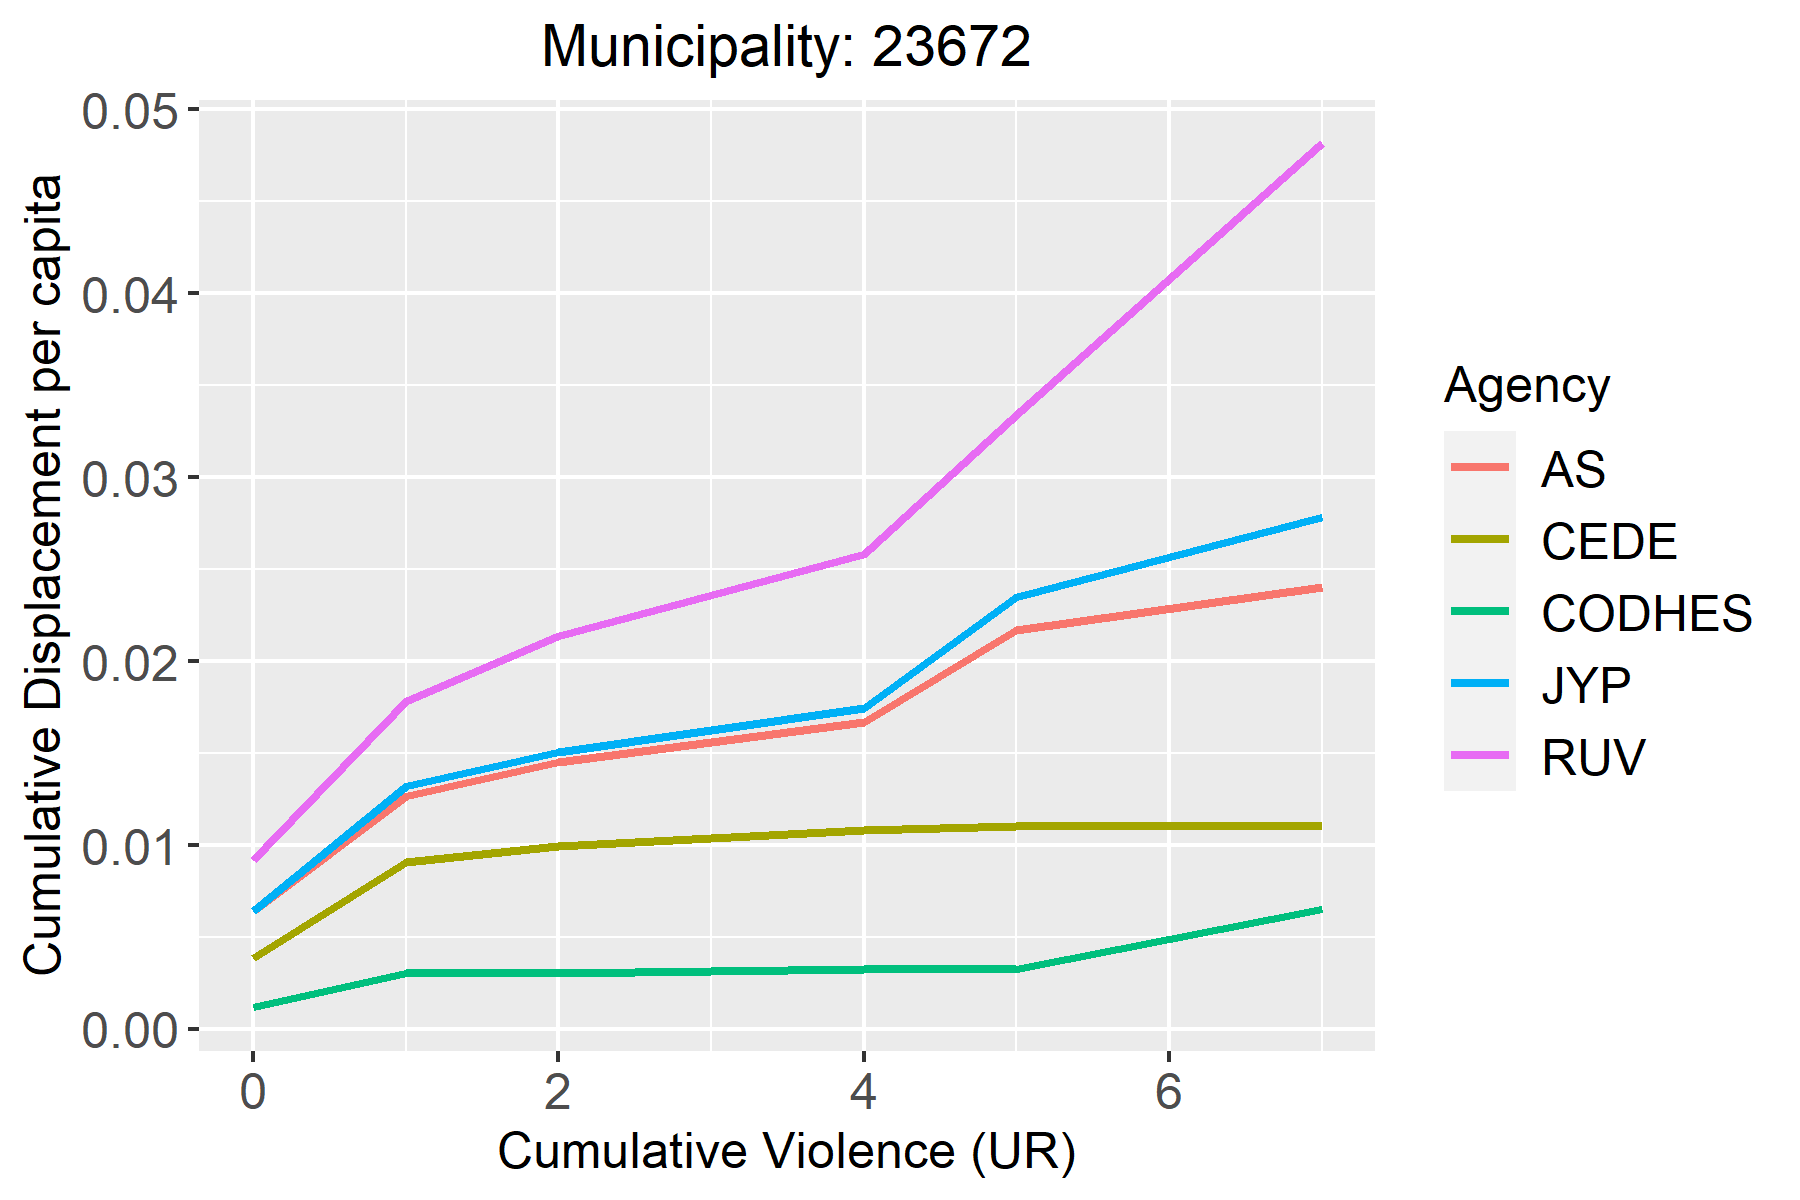 Municipality: 23672
0.05
0.04
0.03
0.02
0.01
0.00
Cumulative Displacement per capita
0 2 4 6
Cumulative Violence (UR)
Agency
AS
CEDE
CODHES
JYP
RUV